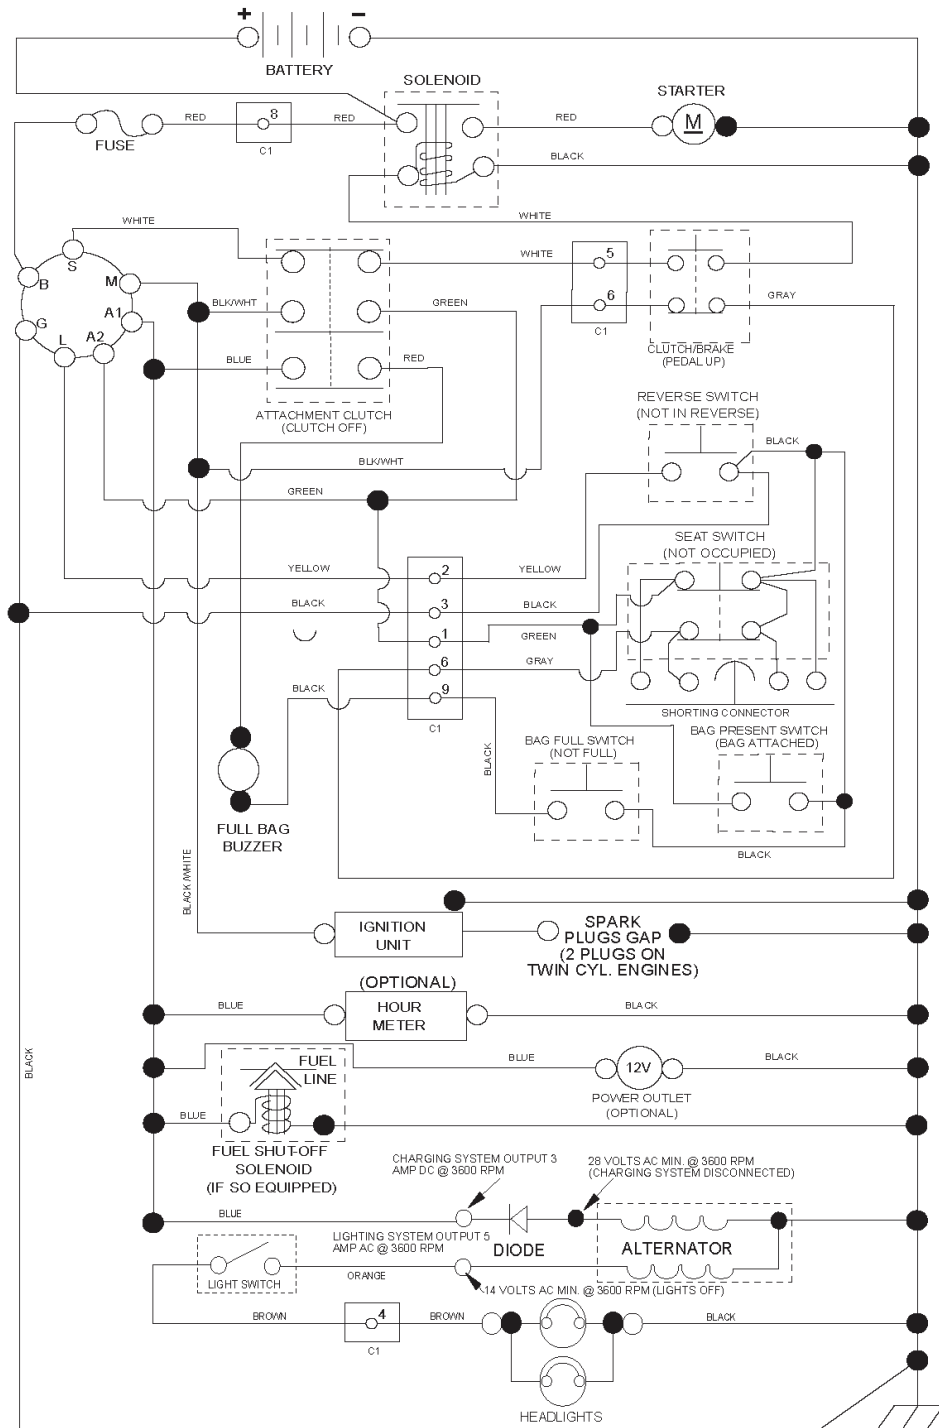 + −
BATTERY
SOLENOID
STARTER
FUSE
RED
8
RED
C1
RED
M
BLACK
WHITE
WHITE
S
B
M
A1
G
L
A2
WHITE
5
6
C1
GRAY
CLUTCH/BRAKE
(PEDAL UP)
BLK/WHT
GREEN
BLUE
RED
ATTACHMENT CLUTCH
(CLUTCH OFF)
REVERSE SWITCH
(NOT IN REVERSE)
BLACK
BLK/WHT
GREEN
SEAT SWITCH
(NOT OCCUPIED)
YELLOW
2
YELLOW
BLACK
3
BLACK
1
GREEN
6
GRAY
BLACK
9
C1
SHORTING CONNECTOR
BLACK
BAG FULL SWITCH
(NOT FULL)
BAG PRESENT SWITCH
(BAG ATTACHED)
FULL BAG
BUZZER
BLACK
BLACK/WHITE
IGNITION
UNIT
SPARK
PLUGS GAP
(2 PLUGS ON
TWIN CYL. ENGINES)
(OPTIONAL)
BLUE
HOUR
METER
BLACK
BLACK
FUEL
LINE
BLUE
12V
BLACK
POWER OUTLET
(OPTIONAL)
BLUE
FUEL SHUT-OFF
SOLENOID
(IF SO EQUIPPED)
CHARGING SYSTEM OUTPUT 3
AMP DC @ 3600 RPM
28 VOLTS AC MIN. @ 3600 RPM
(CHARGING SYSTEM DISCONNECTED)
BLUE
LIGHTING SYSTEM OUTPUT 5
AMP AC @ 3600 RPM
DIODE
ALTERNATOR
LIGHT SWITCH
ORANGE
14 VOLTS AC MIN. @ 3600 RPM (LIGHTS OFF)
BROWN
4
BROWN
BLACK
C1
HEADLIGHTS